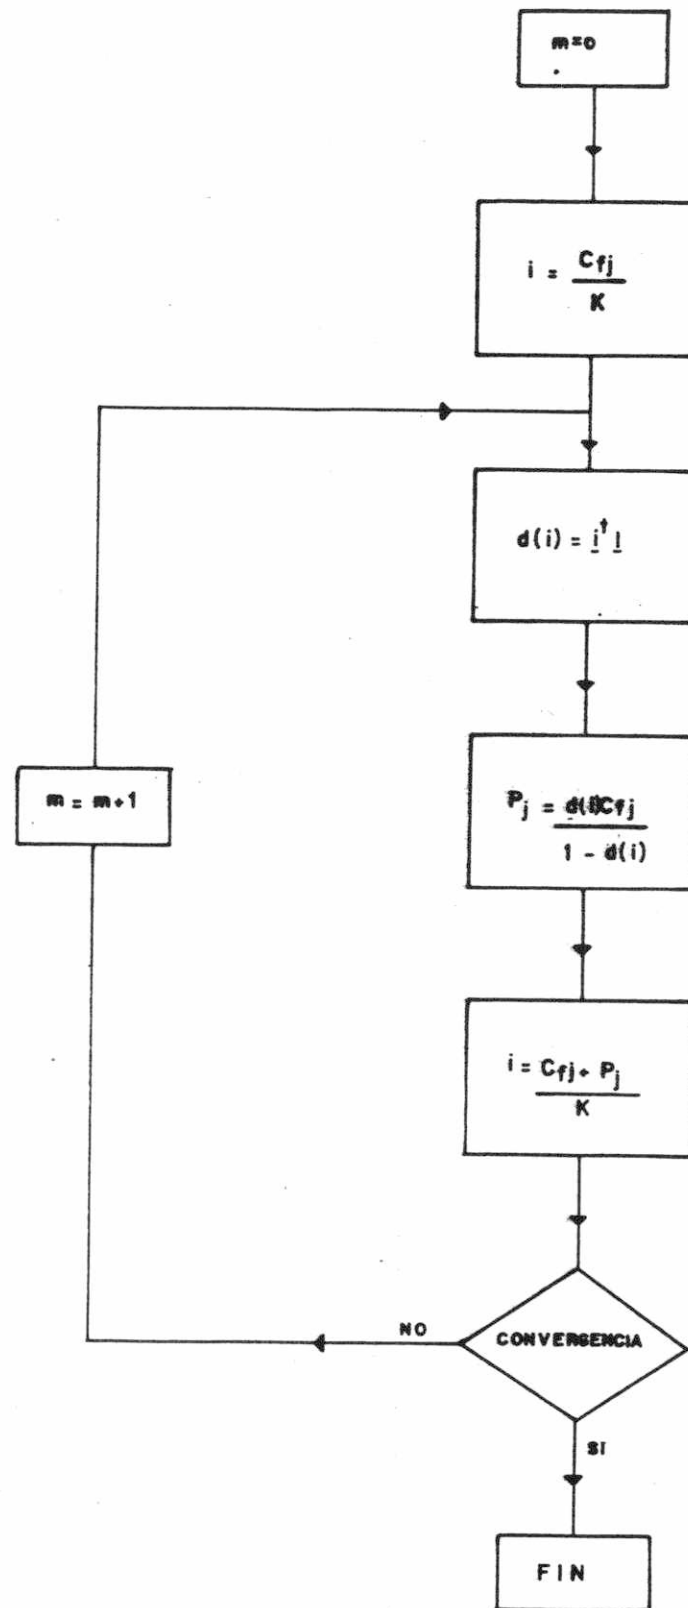 m=0
i = Cfj
K
d(i) = i^t i
Pj = d(i)Cfj
1 - d(i)
m = m+1
i = Cfj + Pj
K
NO
CONVERGENCIA
SI
FIN